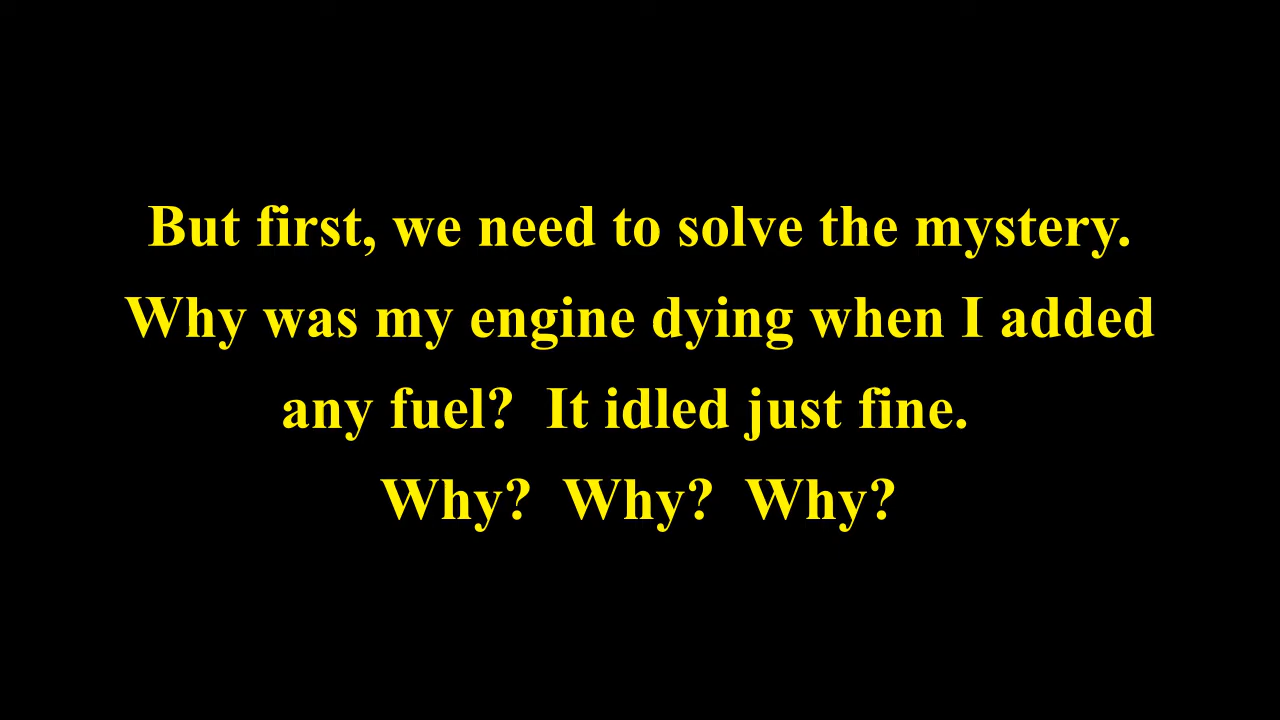 But first, we need to solve the mystery.
Why was my engine dying when I added
any fuel?  It idled just fine.
Why?  Why?  Why?